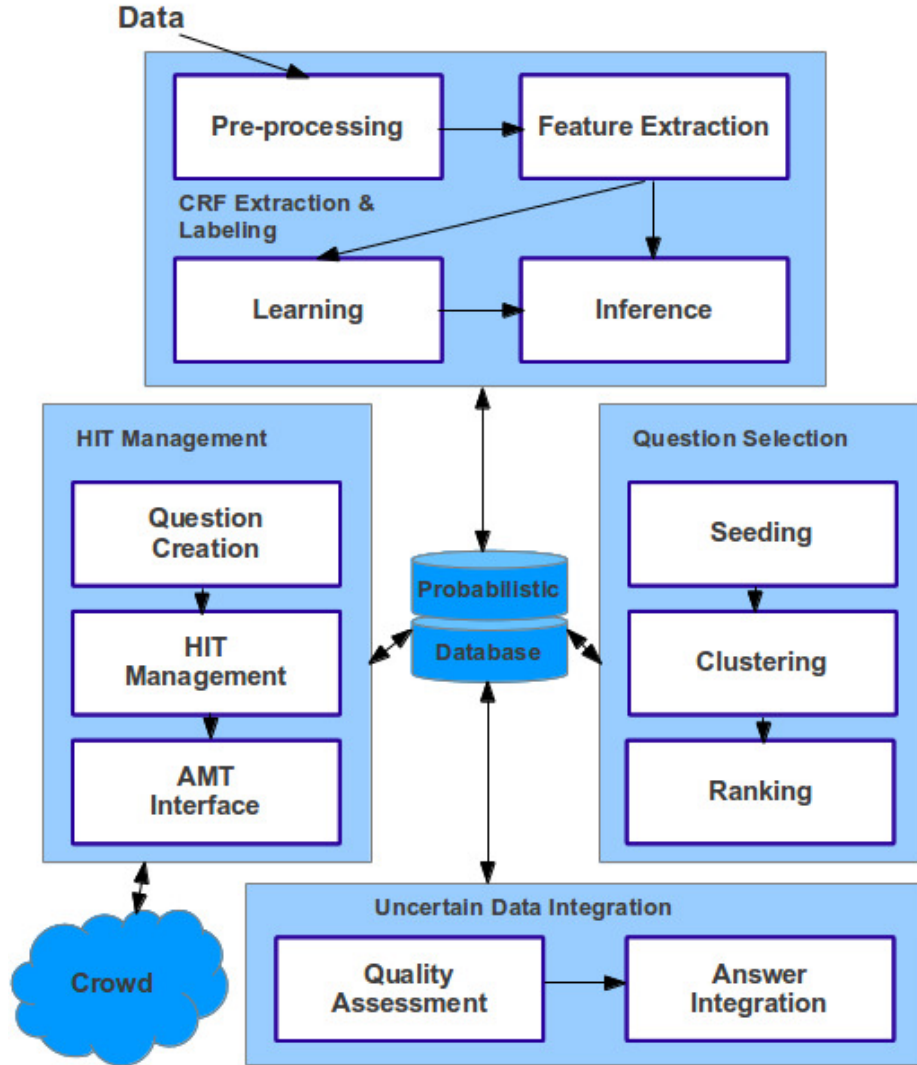 Data
Pre-processing
Feature Extraction
CRF Extraction &
Labeling
Learning
Inference
HIT Management
Question
Creation
HIT
Management
AMT
Interface
Probabilistic
Database
Question Selection
Seeding
Clustering
Ranking
Crowd
Uncertain Data Integration
Quality
Assessment
Answer
Integration